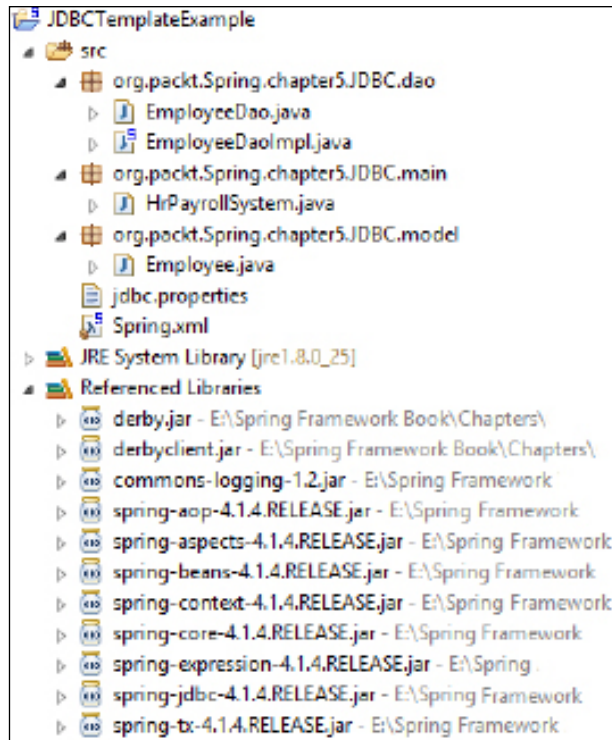 JDBCTemplateExample
src
org.packt.Spring.chapter5.JDBC.dao
EmployeeDao.java
EmployeeDaoImpl.java
org.packt.Spring.chapter5.JDBC.main
HrPayrollSystem.java
org.packt.Spring.chapter5.JDBC.model
Employee.java
jdbc.properties
Spring.xml
JRE System Library [jre1.8.0_25]
Referenced Libraries
derby.jar - E:\Spring Framework Book\Chapters\
derbyclient.jar - E:\Spring Framework Book\Chapters\
commons-logging-1.2.jar - E:\Spring Framework
spring-aop-4.1.4.RELEASE.jar - E:\Spring Framework
spring-aspects-4.1.4.RELEASE.jar - E:\Spring Framework
spring-beans-4.1.4.RELEASE.jar - E:\Spring Framework
spring-context-4.1.4.RELEASE.jar - E:\Spring Framework
spring-core-4.1.4.RELEASE.jar - E:\Spring Framework
spring-expression-4.1.4.RELEASE.jar - E:\Spring
spring-jdbc-4.1.4.RELEASE.jar - E:\Spring Framework
spring-tx-4.1.4.RELEASE.jar - E:\Spring Framework